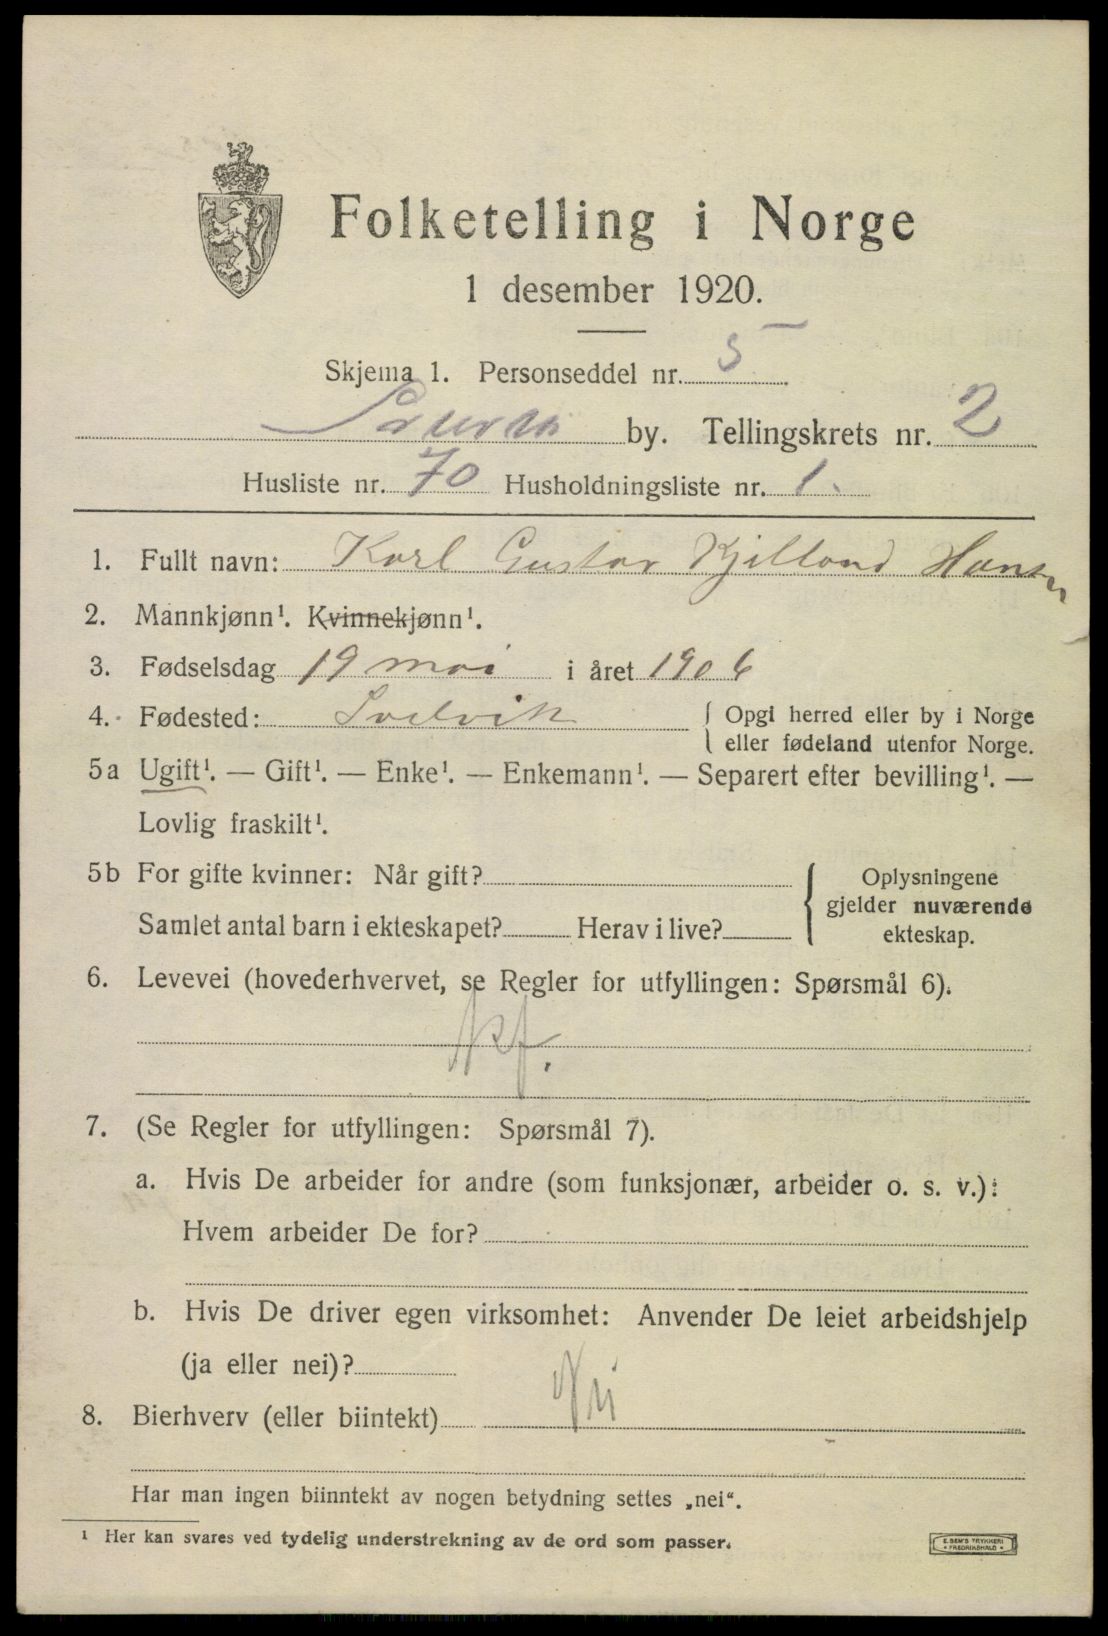 Folketelling i Norge
1 desember 1920.
Skjema 1. Personseddel nr. 5
by. Tellingskrets nr. 2
Husliste nr. 70 Husholdningsliste nr. 1.
1. Fullt navn: Karl Gustav Kjilland Hansen
2. Mannkjønn¹. Kvinnekjønn¹.
3. Fødselsdag 19 mai i året 1906
4. Fødested: Svelvik { Opgi herred eller by i Norge
eller fødeland utenfor Norge.
5a Ugift¹. — Gift¹. — Enke¹. — Enkemann¹. — Separert efter bevilling¹. —
Lovlig fraskilt¹.
5b For gifte kvinner: Når gift? { Oplysningene
gjelder nuværende
Samlet antal barn i ekteskapet? Herav i live? ekteskap.
6. Levevei (hovederhvervet, se Regler for utfyllingen: Spørsmål 6).
7. (Se Regler for utfyllingen: Spørsmål 7).
a. Hvis De arbeider for andre (som funksjonær, arbeider o. s. v.):
Hvem arbeider De for?
b. Hvis De driver egen virksomhet: Anvender De leiet arbeidshjelp
(ja eller nei)?
8. Bierhverv (eller biintekt) Nei
Har man ingen biinntekt av nogen betydning settes „nei“.
¹ Her kan svares ved tydelig understrekning av de ord som passer.
E. SEM'S TRYKKERI
• FREDRIKSHALD •